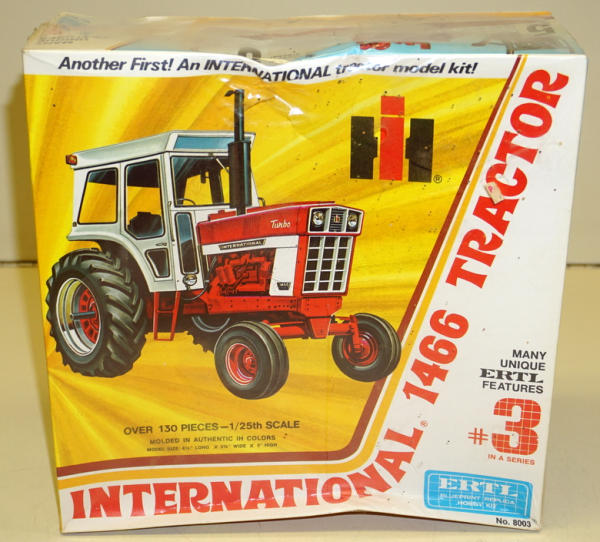 Another First! An INTERNATIONAL tractor model kit!
IH
®
Turbo
INTERNATIONAL
OVER 130 PIECES—1/25th SCALE
MOLDED IN AUTHENTIC IH COLORS
INTERNATIONAL® 1466 TRACTOR
MANY
UNIQUE
ERTL
FEATURES
#3
IN A SERIES
ERTL
BLUEPRINT REPLICA
HOBBY KIT
No. 8003